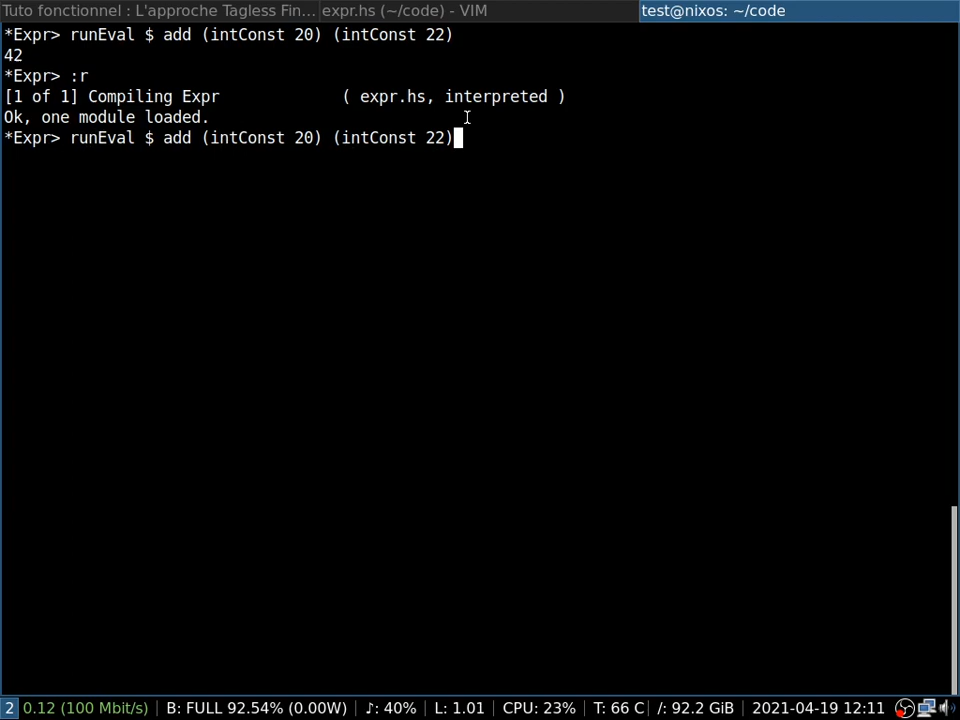 Tuto fonctionnel : L'approche Tagless Fin... expr.hs (~/code) - VIM test@nixos: ~/code
*Expr> runEval $ add (intConst 20) (intConst 22)
42
*Expr> :r
[1 of 1] Compiling Expr             ( expr.hs, interpreted )
Ok, one module loaded.
*Expr> runEval $ add (intConst 20) (intConst 22)
2 0.12 (100 Mbit/s) B: FULL 92.54% (0.00W) ♪: 40% L: 1.01 CPU: 23% T: 66 C /: 92.2 GiB 2021-04-19 12:11